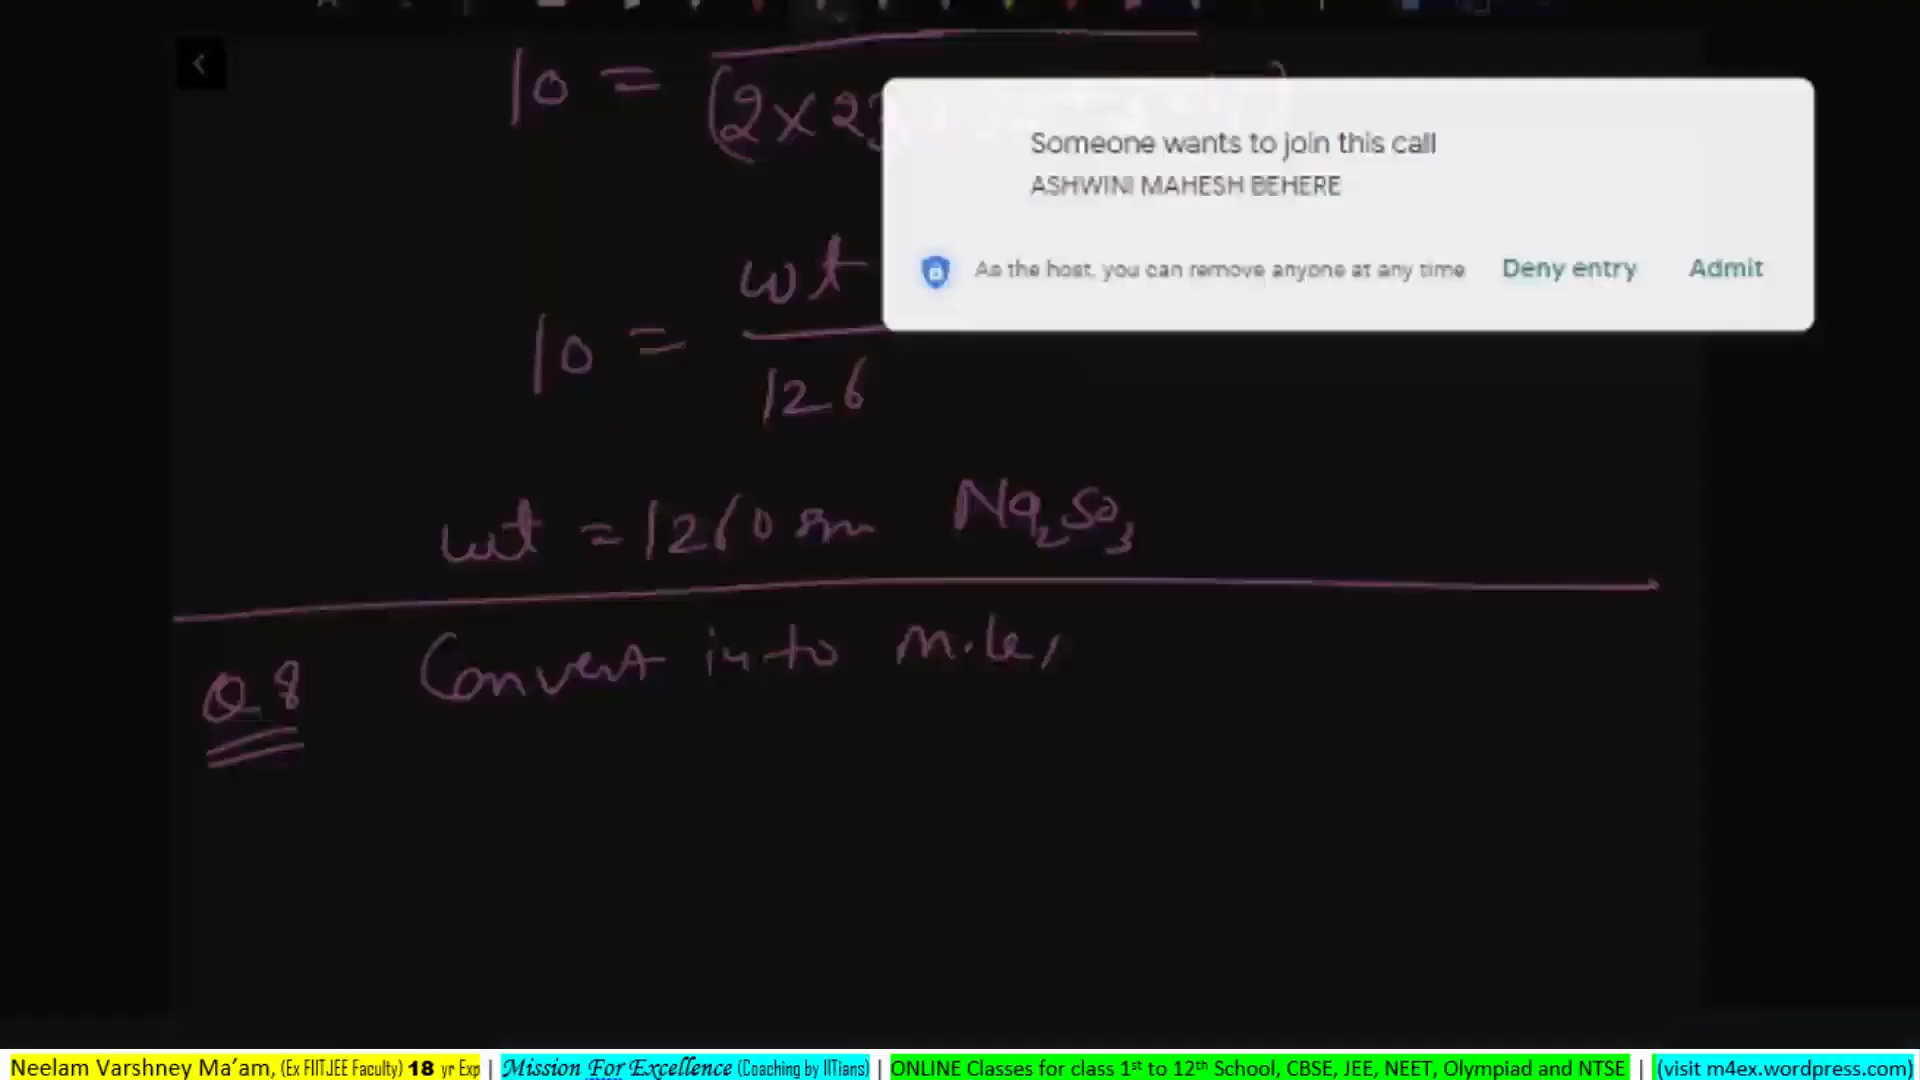 10 =
(2 x 23
Someone wants to join this call
ASHWINI MAHESH BEHERE
As the host, you can remove anyone at any time Deny entry Admit
10 = wt
126
wt = 1260 gm Na2SO3
Q 8 Convert into moles
Neelam Varshney Ma’am, (Ex FIITJEE Faculty) 18 yr Exp | Mission For Excellence (Coaching by IITians) | ONLINE Classes for class 1st to 12th School, CBSE, JEE, NEET, Olympiad and NTSE | (visit m4ex.wordpress.com)